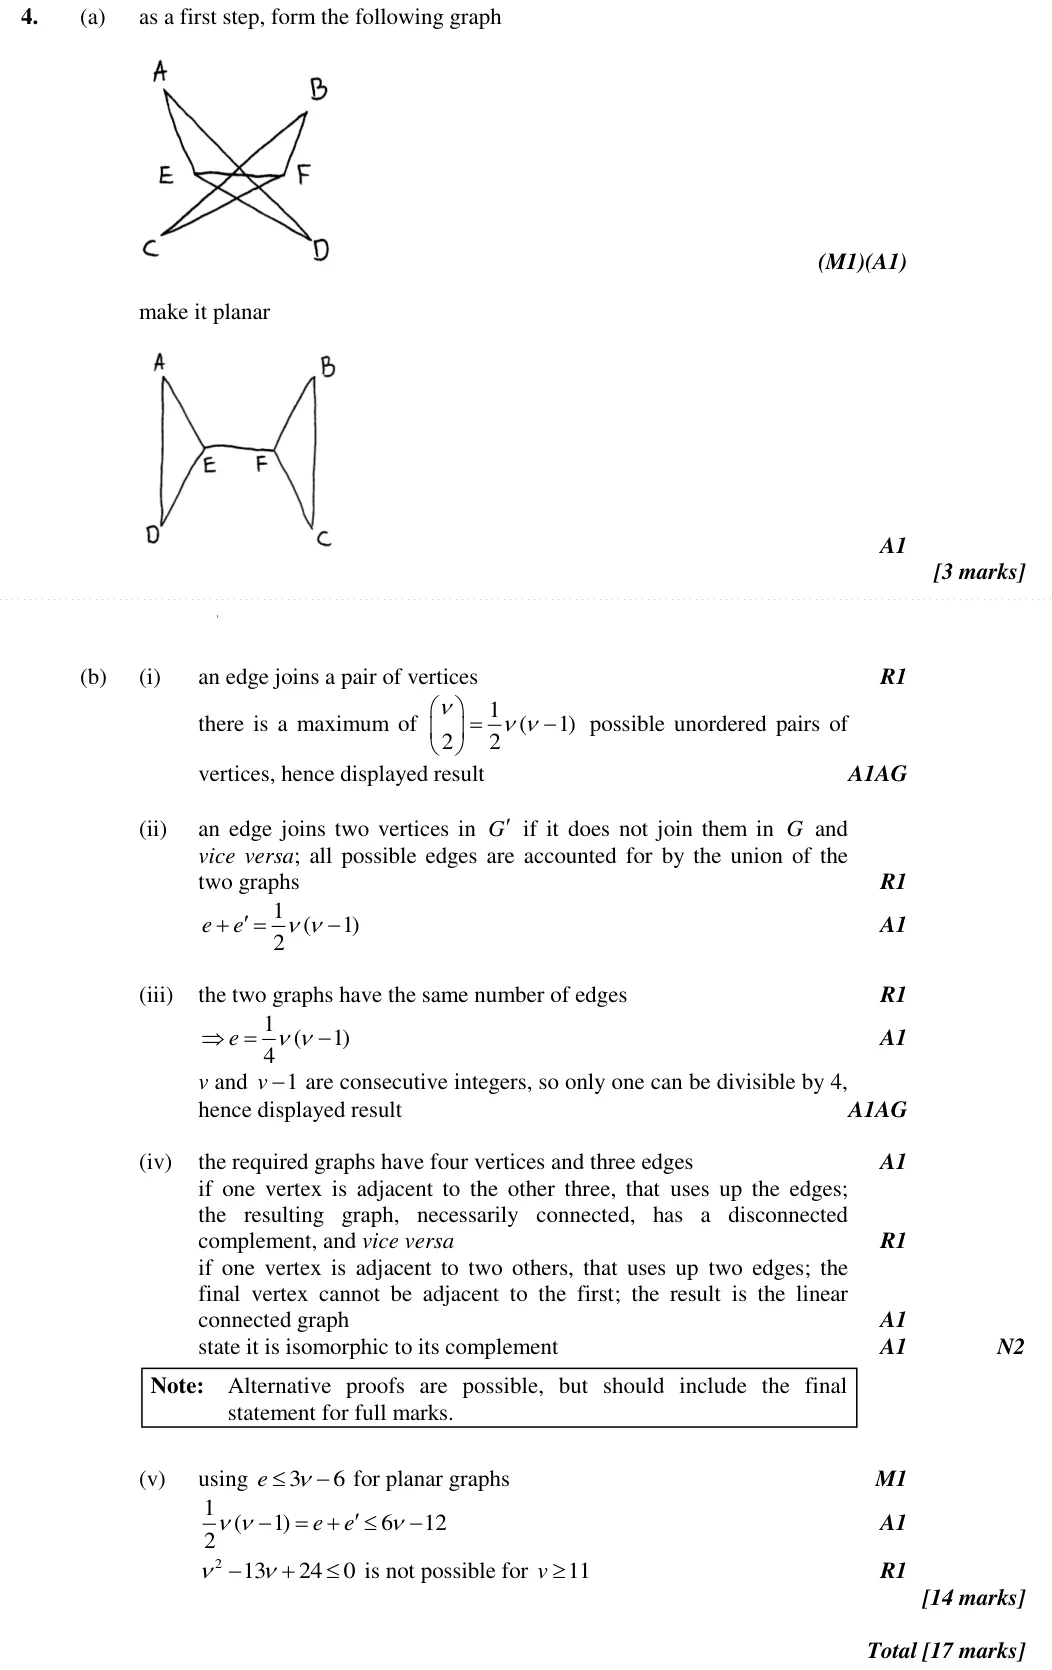 4. (a) as a first step, form the following graph
A
B
E F
C D
(M1)(A1)
make it planar
A B
E F
D C
A1
[3 marks]
(b) (i) an edge joins a pair of vertices R1
there is a maximum of (ν 2) = 1/2 ν(ν − 1) possible unordered pairs of
vertices, hence displayed result A1AG
(ii) an edge joins two vertices in G′ if it does not join them in G and
vice versa; all possible edges are accounted for by the union of the
two graphs R1
e + e′ = 1/2 ν(ν − 1) A1
(iii) the two graphs have the same number of edges R1
⇒ e = 1/4 ν(ν − 1) A1
v and v − 1 are consecutive integers, so only one can be divisible by 4,
hence displayed result A1AG
(iv) the required graphs have four vertices and three edges A1
if one vertex is adjacent to the other three, that uses up the edges;
the resulting graph, necessarily connected, has a disconnected
complement, and vice versa R1
if one vertex is adjacent to two others, that uses up two edges; the
final vertex cannot be adjacent to the first; the result is the linear
connected graph A1
state it is isomorphic to its complement A1 N2
Note: Alternative proofs are possible, but should include the final
statement for full marks.
(v) using e ≤ 3ν − 6 for planar graphs M1
1/2 ν(ν − 1) = e + e′ ≤ 6ν − 12 A1
ν² − 13ν + 24 ≤ 0 is not possible for v ≥ 11 R1
[14 marks]
Total [17 marks]